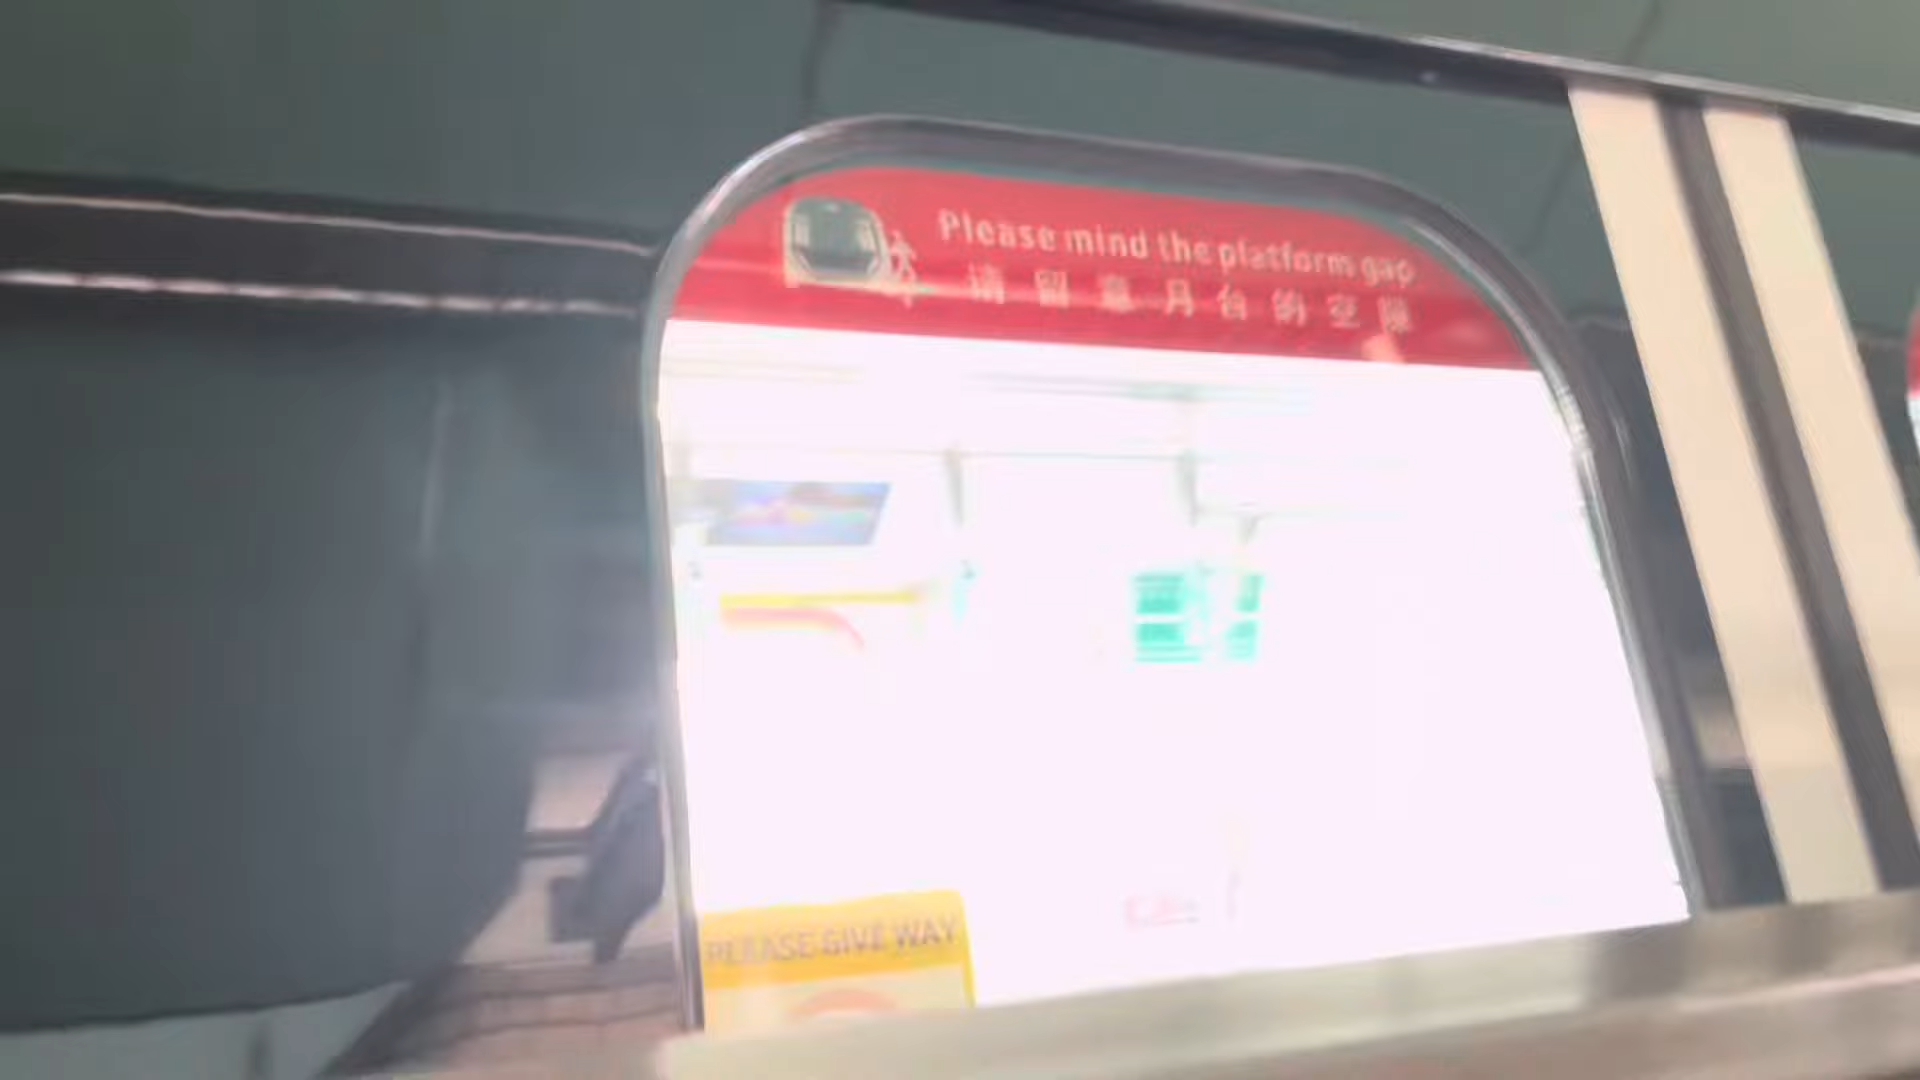 Please mind the platform gap
请留意月台的空隙
PLEASE GIVE WAY